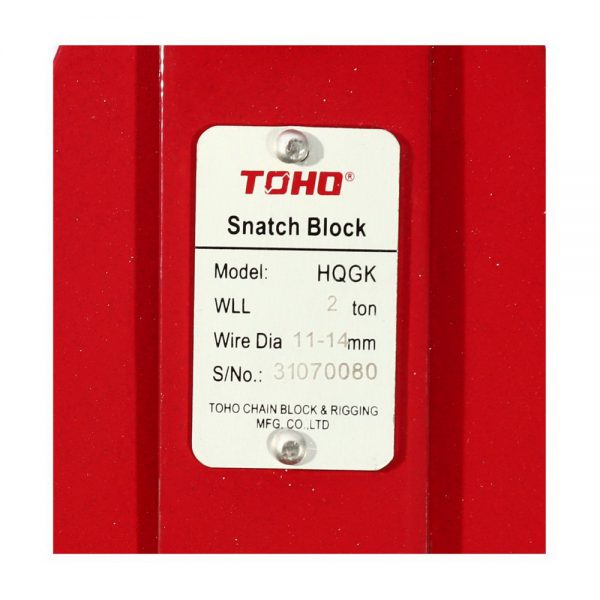 TOHO®
Snatch Block
Model: HQGK
WLL 2 ton
Wire Dia 11-14mm
S/No.: 31070080
TOHO CHAIN BLOCK & RIGGING
MFG. CO.,LTD